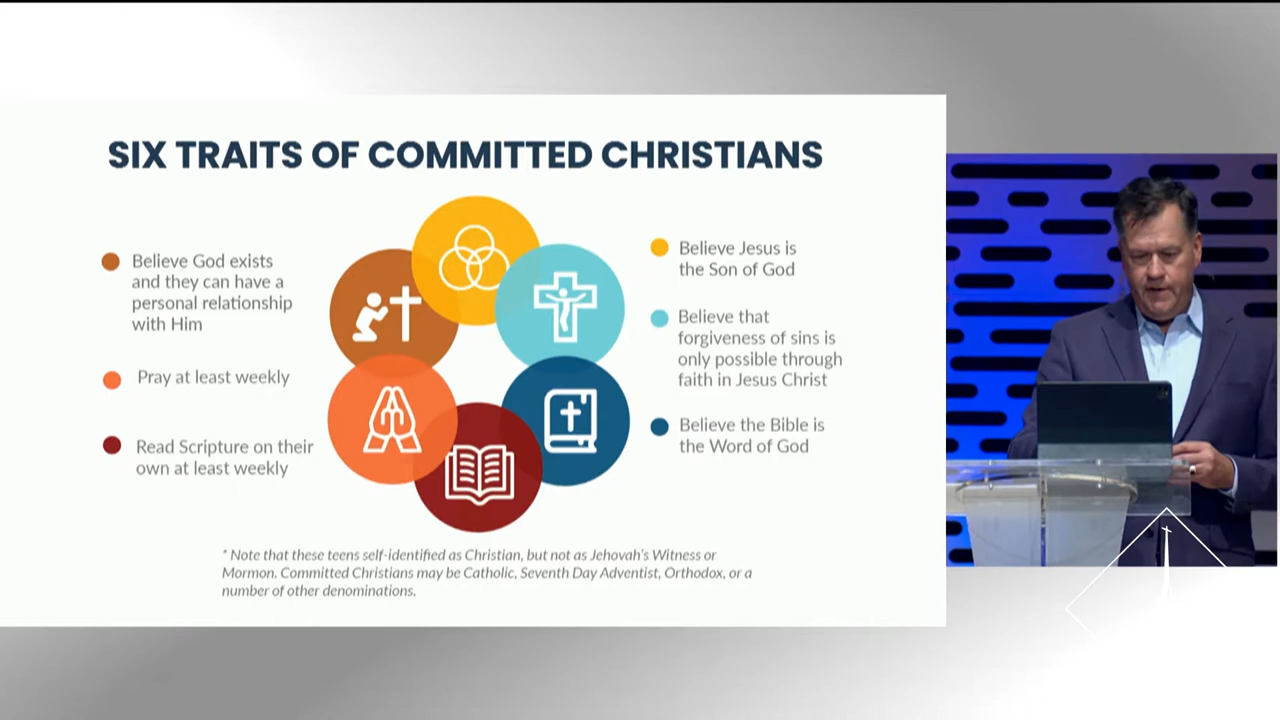 SIX TRAITS OF COMMITTED CHRISTIANS
Believe God exists
and they can have a
personal relationship
with Him
Pray at least weekly
Read Scripture on their
own at least weekly
Believe Jesus is
the Son of God
Believe that
forgiveness of sins is
only possible through
faith in Jesus Christ
Believe the Bible is
the Word of God
* Note that these teens self-identified as Christian, but not as Jehovah's Witness or
Mormon. Committed Christians may be Catholic, Seventh Day Adventist, Orthodox, or a
number of other denominations.